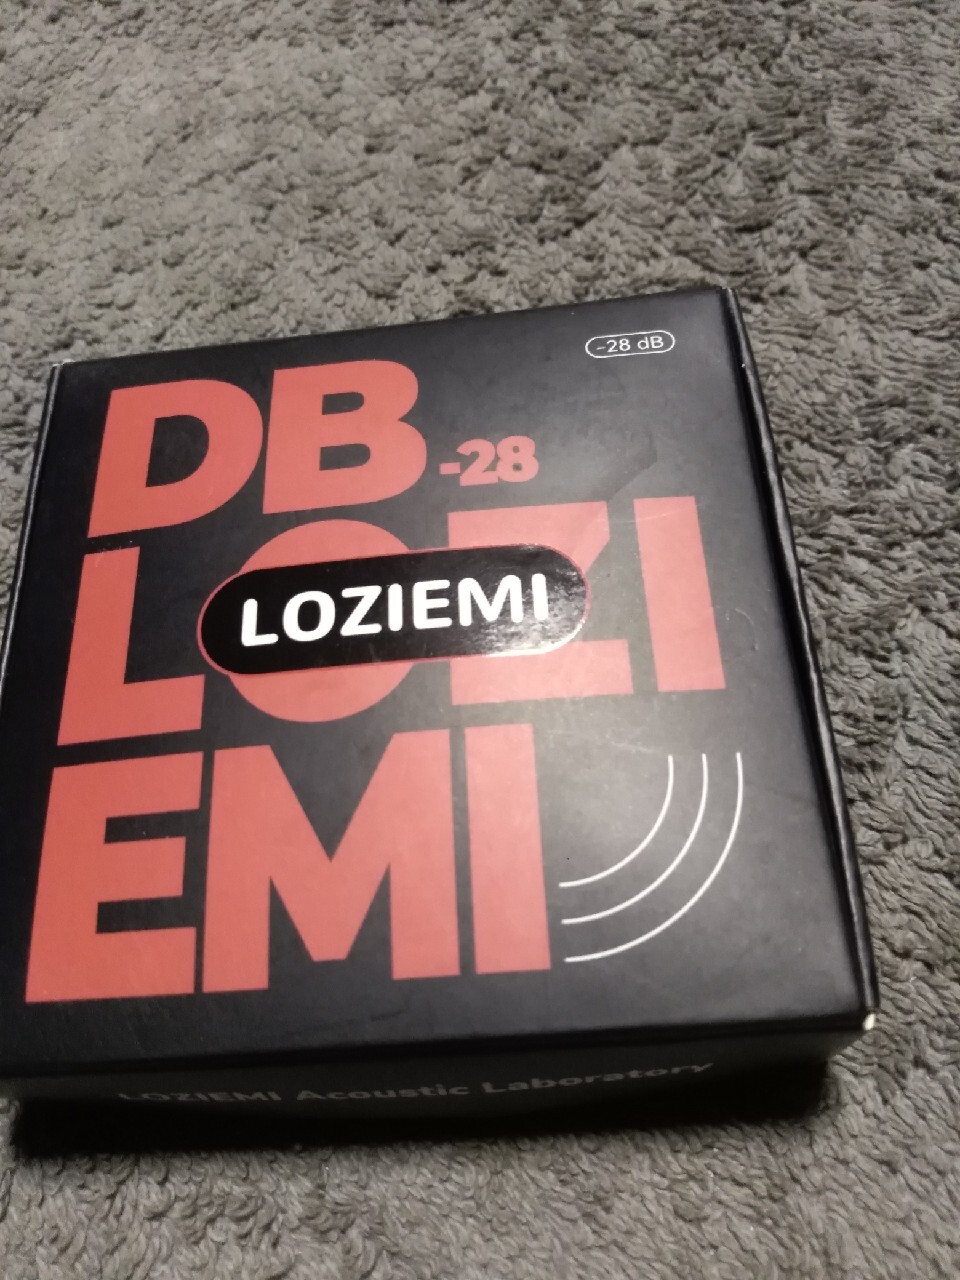 -28 dB
DB-28
LOZI
LOZIEMI
EMI
LOZIEMI Acoustic Laboratory